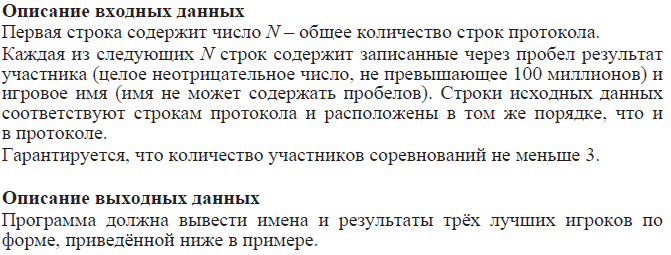 Описание входных данных
Первая строка содержит число N – общее количество строк протокола.
Каждая из следующих N строк содержит записанные через пробел результат
участника (целое неотрицательное число, не превышающее 100 миллионов) и
игровое имя (имя не может содержать пробелов). Строки исходных данных
соответствуют строкам протокола и расположены в том же порядке, что и
в протоколе.
Гарантируется, что количество участников соревнований не меньше 3.
Описание выходных данных
Программа должна вывести имена и результаты трёх лучших игроков по
форме, приведённой ниже в примере.